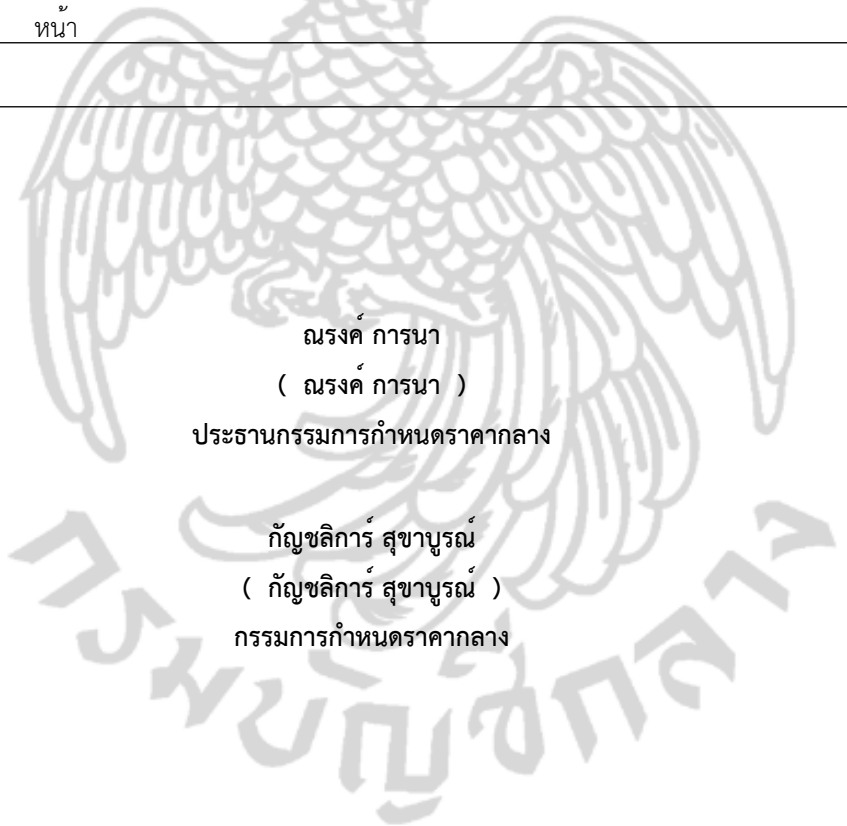 หน้า
ณรงค์ การนา
( ณรงค์ การนา )
ประธานกรรมการกำหนดราคากลาง
กัญชลิการ์ สุขาบูรณ์
( กัญชลิการ์ สุขาบูรณ์ )
กรรมการกำหนดราคากลาง
กรมบัญชีกลาง